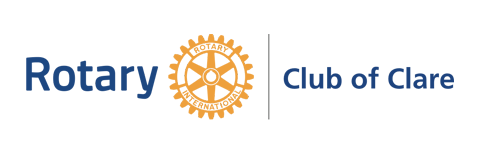 Rotary
ROTARY
INTERNATIONAL
Club of Clare